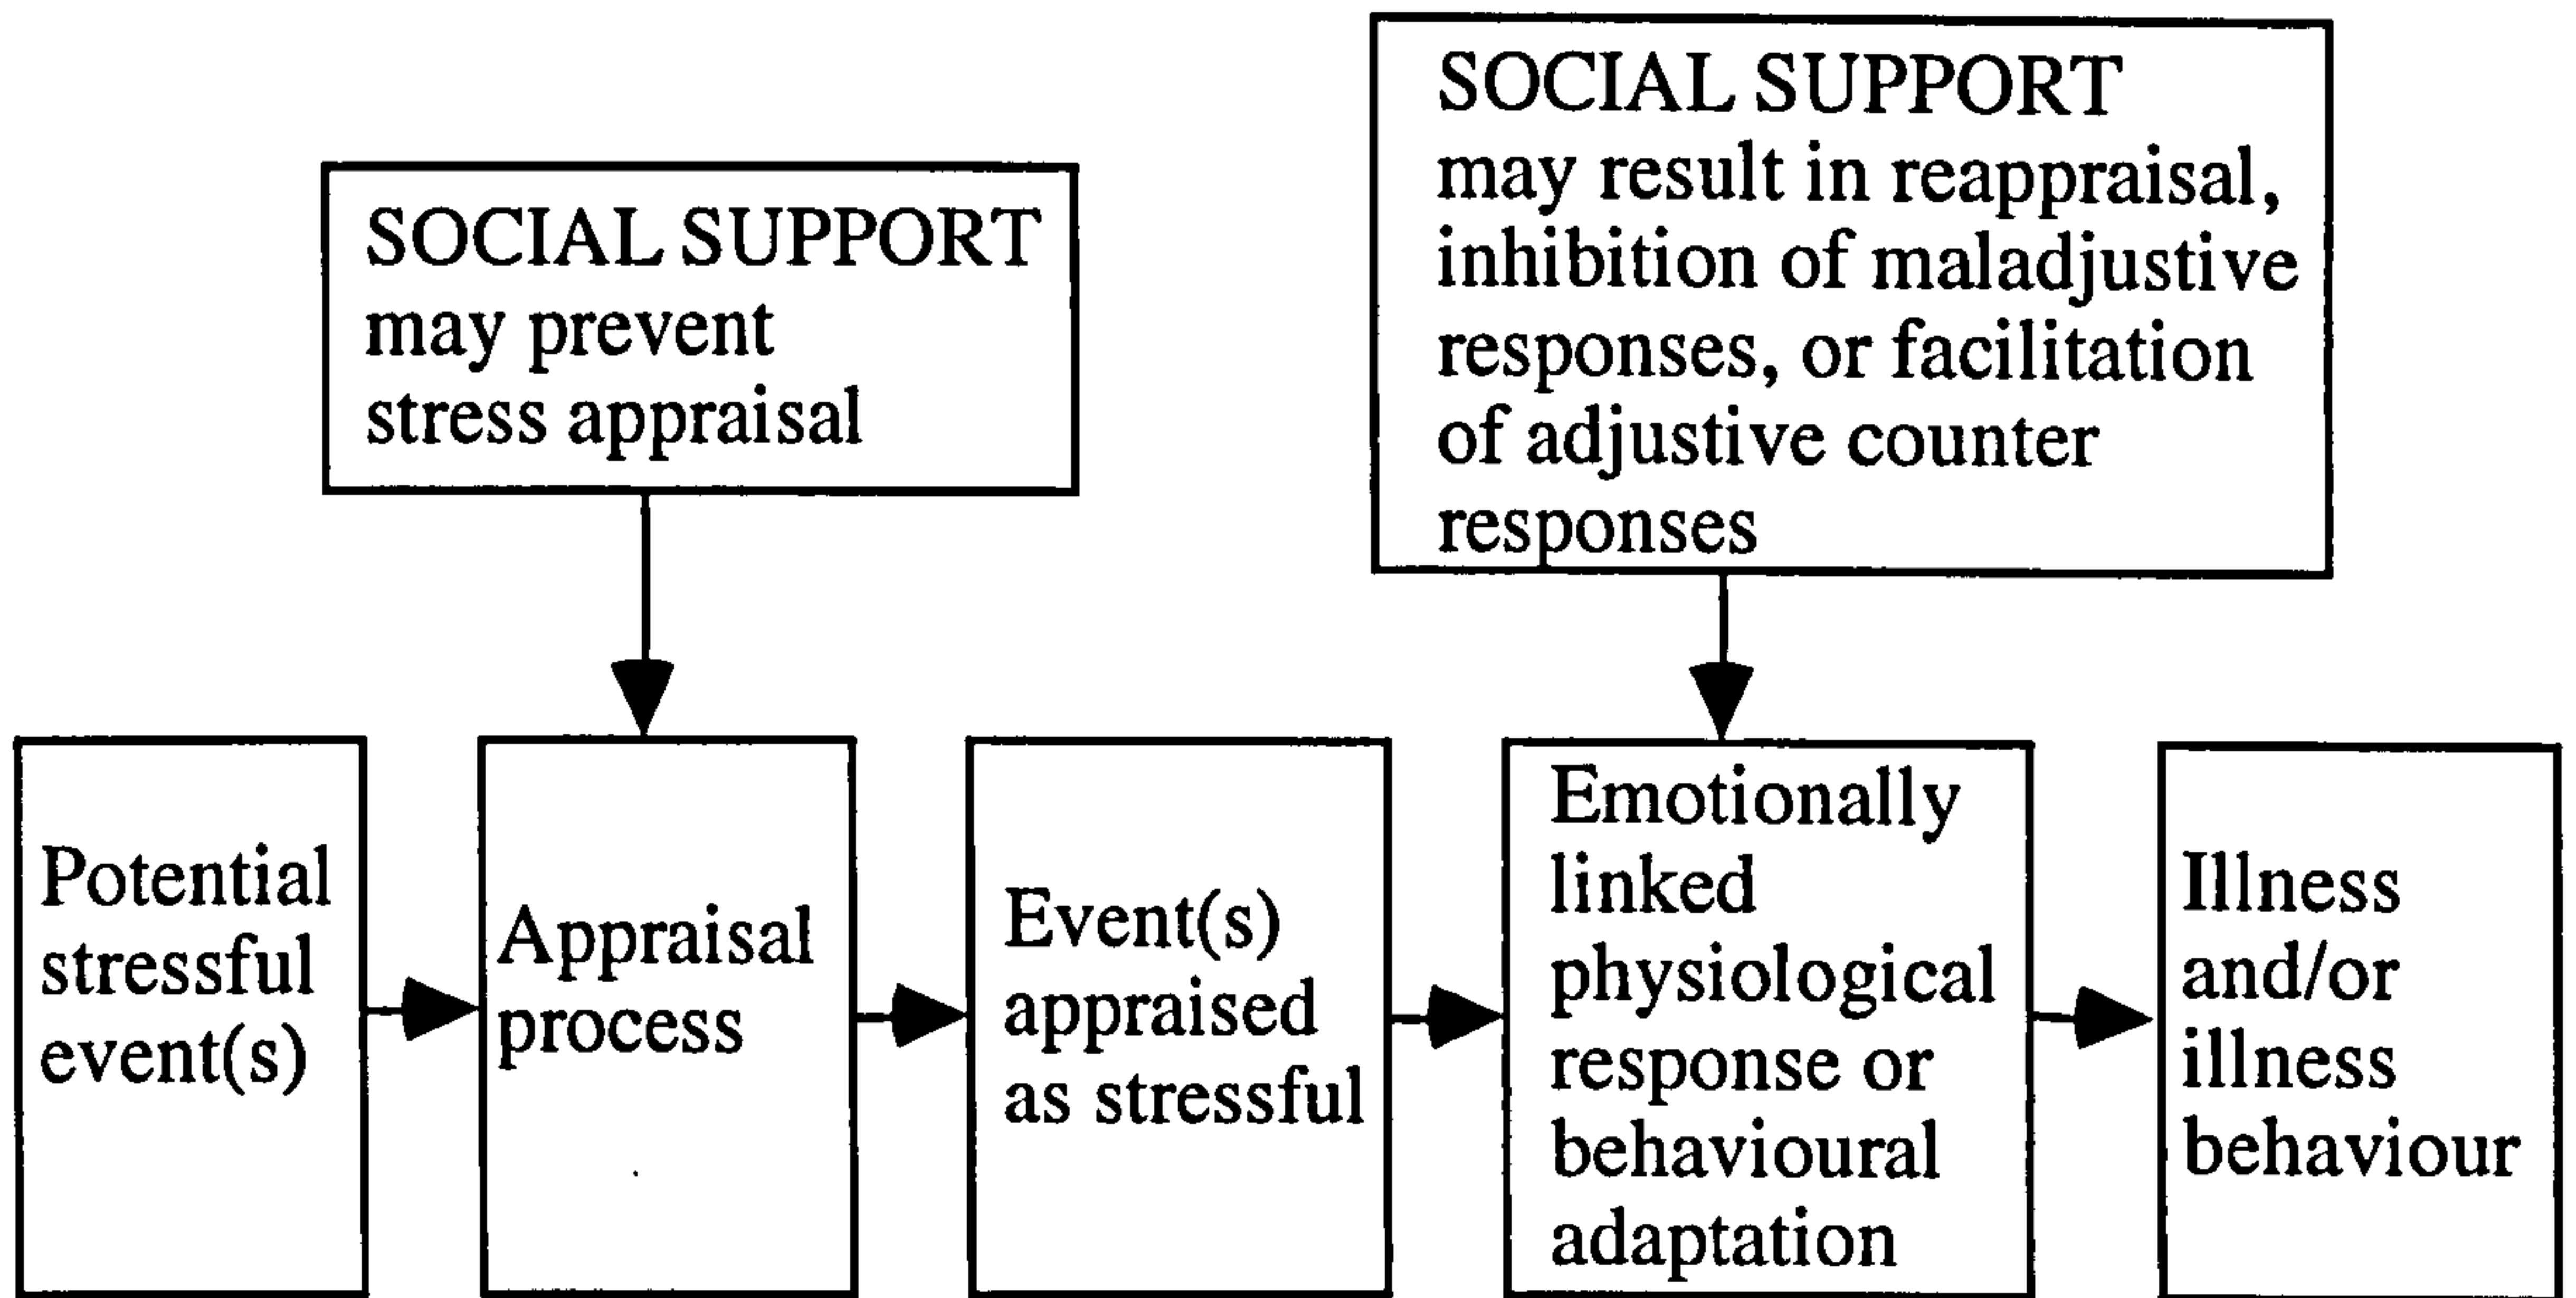 SOCIAL SUPPORT
may prevent
stress appraisal
SOCIAL SUPPORT
may result in reappraisal,
inhibition of maladjustive
responses, or facilitation
of adjustive counter
responses
Potential
stressful
event(s)
Appraisal
process
Event(s)
appraised
as stressful
Emotionally
linked
physiological
response or
behavioural
adaptation
Illness
and/or
illness
behaviour